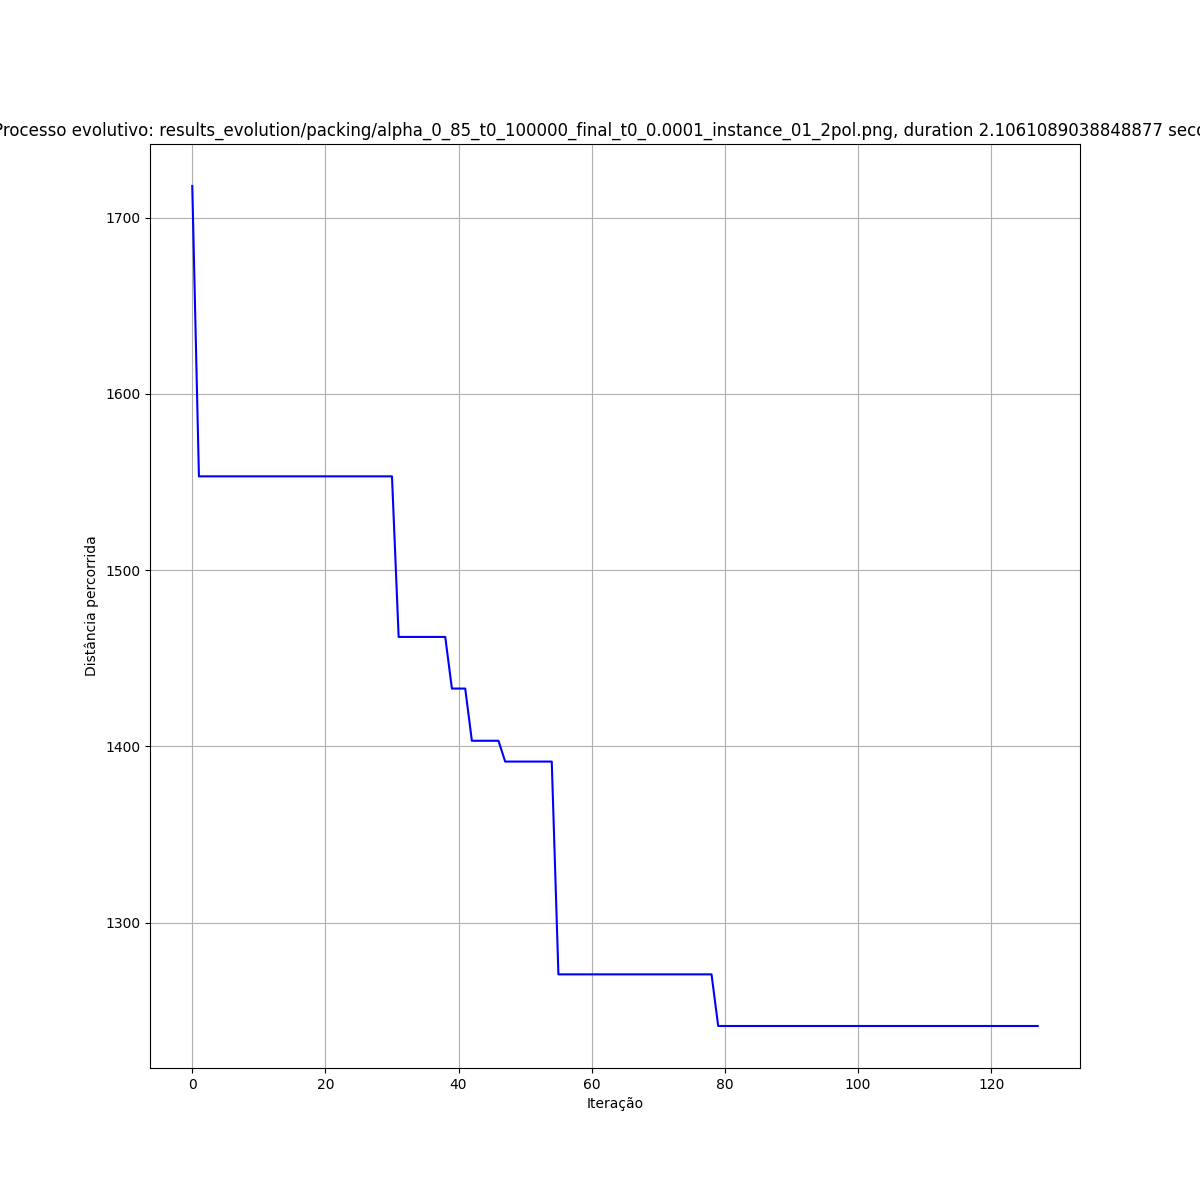 Processo evolutivo: results_evolution/packing/alpha_0_85_t0_100000_final_t0_0.0001_instance_01_2pol.png, duration 2.1061089038848877
1700
1600
1500
1400
1300
Distância percorrida
0 20 40 60 80 100 120
Iteração